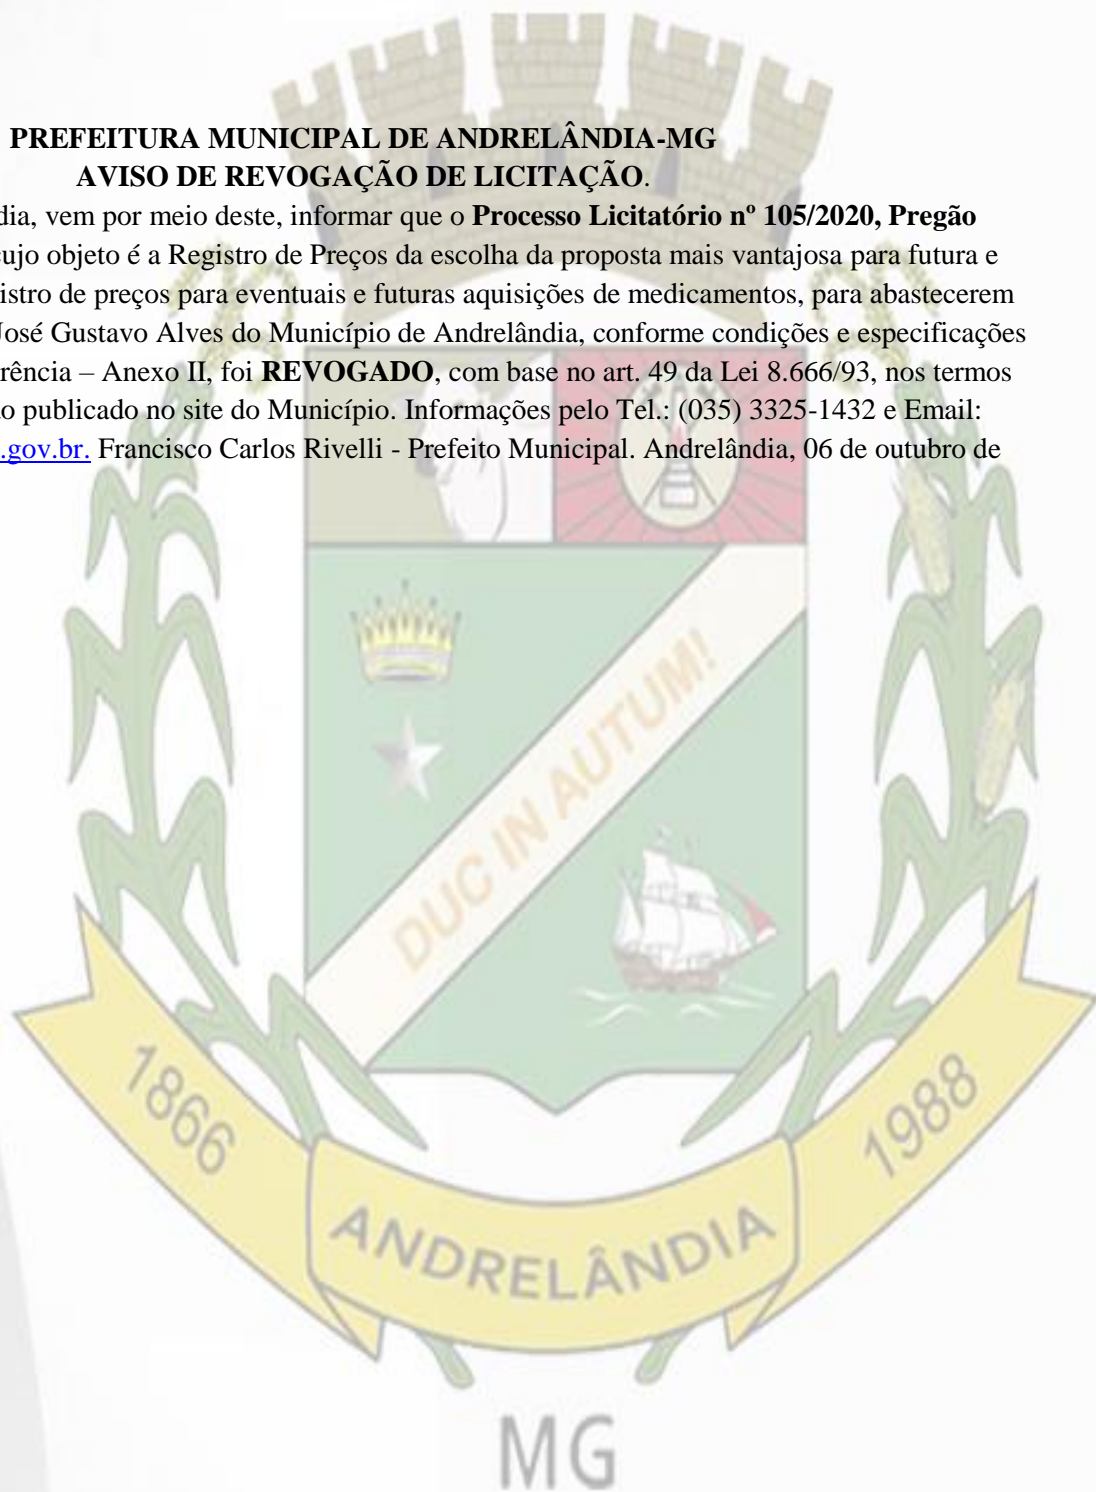 PREFEITURA MUNICIPAL DE ANDRELÂNDIA-MG
AVISO DE REVOGAÇÃO DE LICITAÇÃO.
dia, vem por meio deste, informar que o Processo Licitatório nº 105/2020, Pregão
cujo objeto é a Registro de Preços da escolha da proposta mais vantajosa para futura e
istro de preços para eventuais e futuras aquisições de medicamentos, para abastecerem
José Gustavo Alves do Município de Andrelândia, conforme condições e especificações
rência – Anexo II, foi REVOGADO, com base no art. 49 da Lei 8.666/93, nos termos
o publicado no site do Município. Informações pelo Tel.: (035) 3325-1432 e Email:
.gov.br. Francisco Carlos Rivelli - Prefeito Municipal. Andrelândia, 06 de outubro de
DUC IN AUTUM!
1866
ANDRELÂNDIA
1988
MG